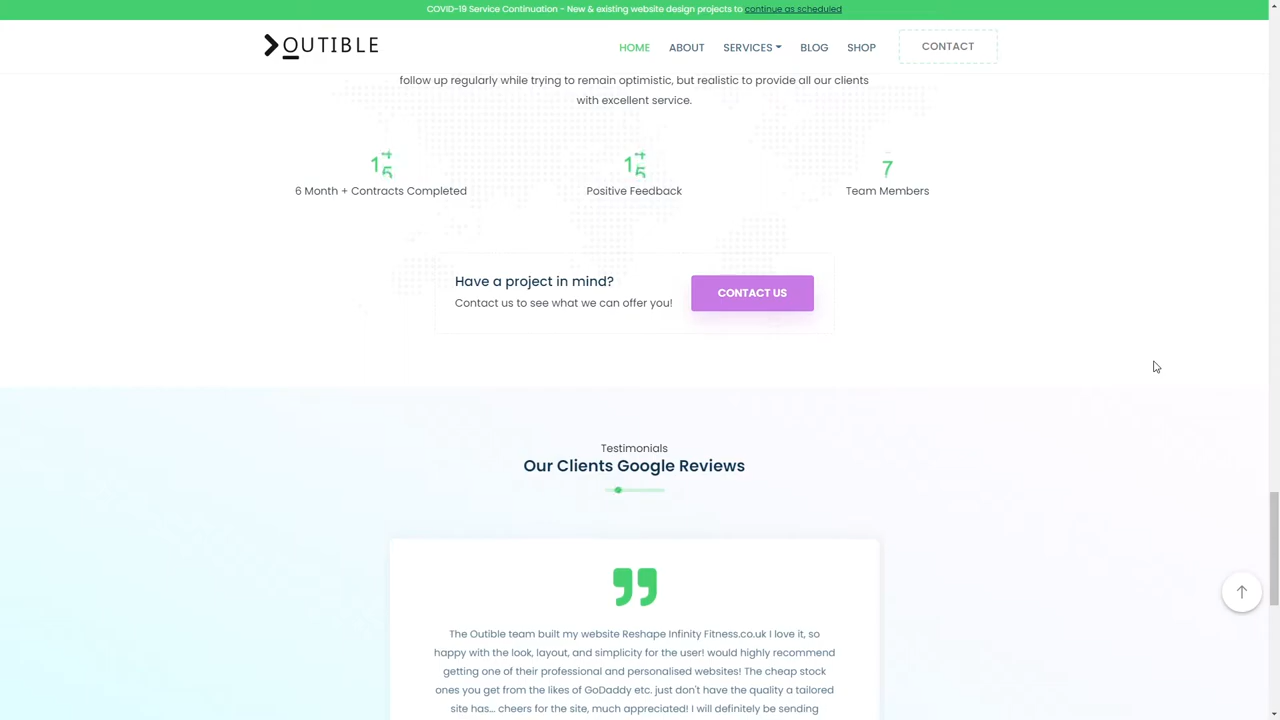 COVID-19 Service Continuation - New & existing website design projects to continue as scheduled
OUTIBLE
HOME ABOUT SERVICES BLOG SHOP CONTACT
follow up regularly while trying to remain optimistic, but realistic to provide all our clients
with excellent service.
7
6 Month + Contracts Completed
Positive Feedback
Team Members
Have a project in mind?
Contact us to see what we can offer you!
CONTACT US
Testimonials
Our Clients Google Reviews
The Outible team built my website Reshape Infinity Fitness.co.uk I love it, so
happy with the look, layout, and simplicity for the user! would highly recommend
getting one of their professional and personalised websites! The cheap stock
ones you get from the likes of GoDaddy etc. just don't have the quality a tailored
site has... cheers for the site, much appreciated! I will definitely be sending